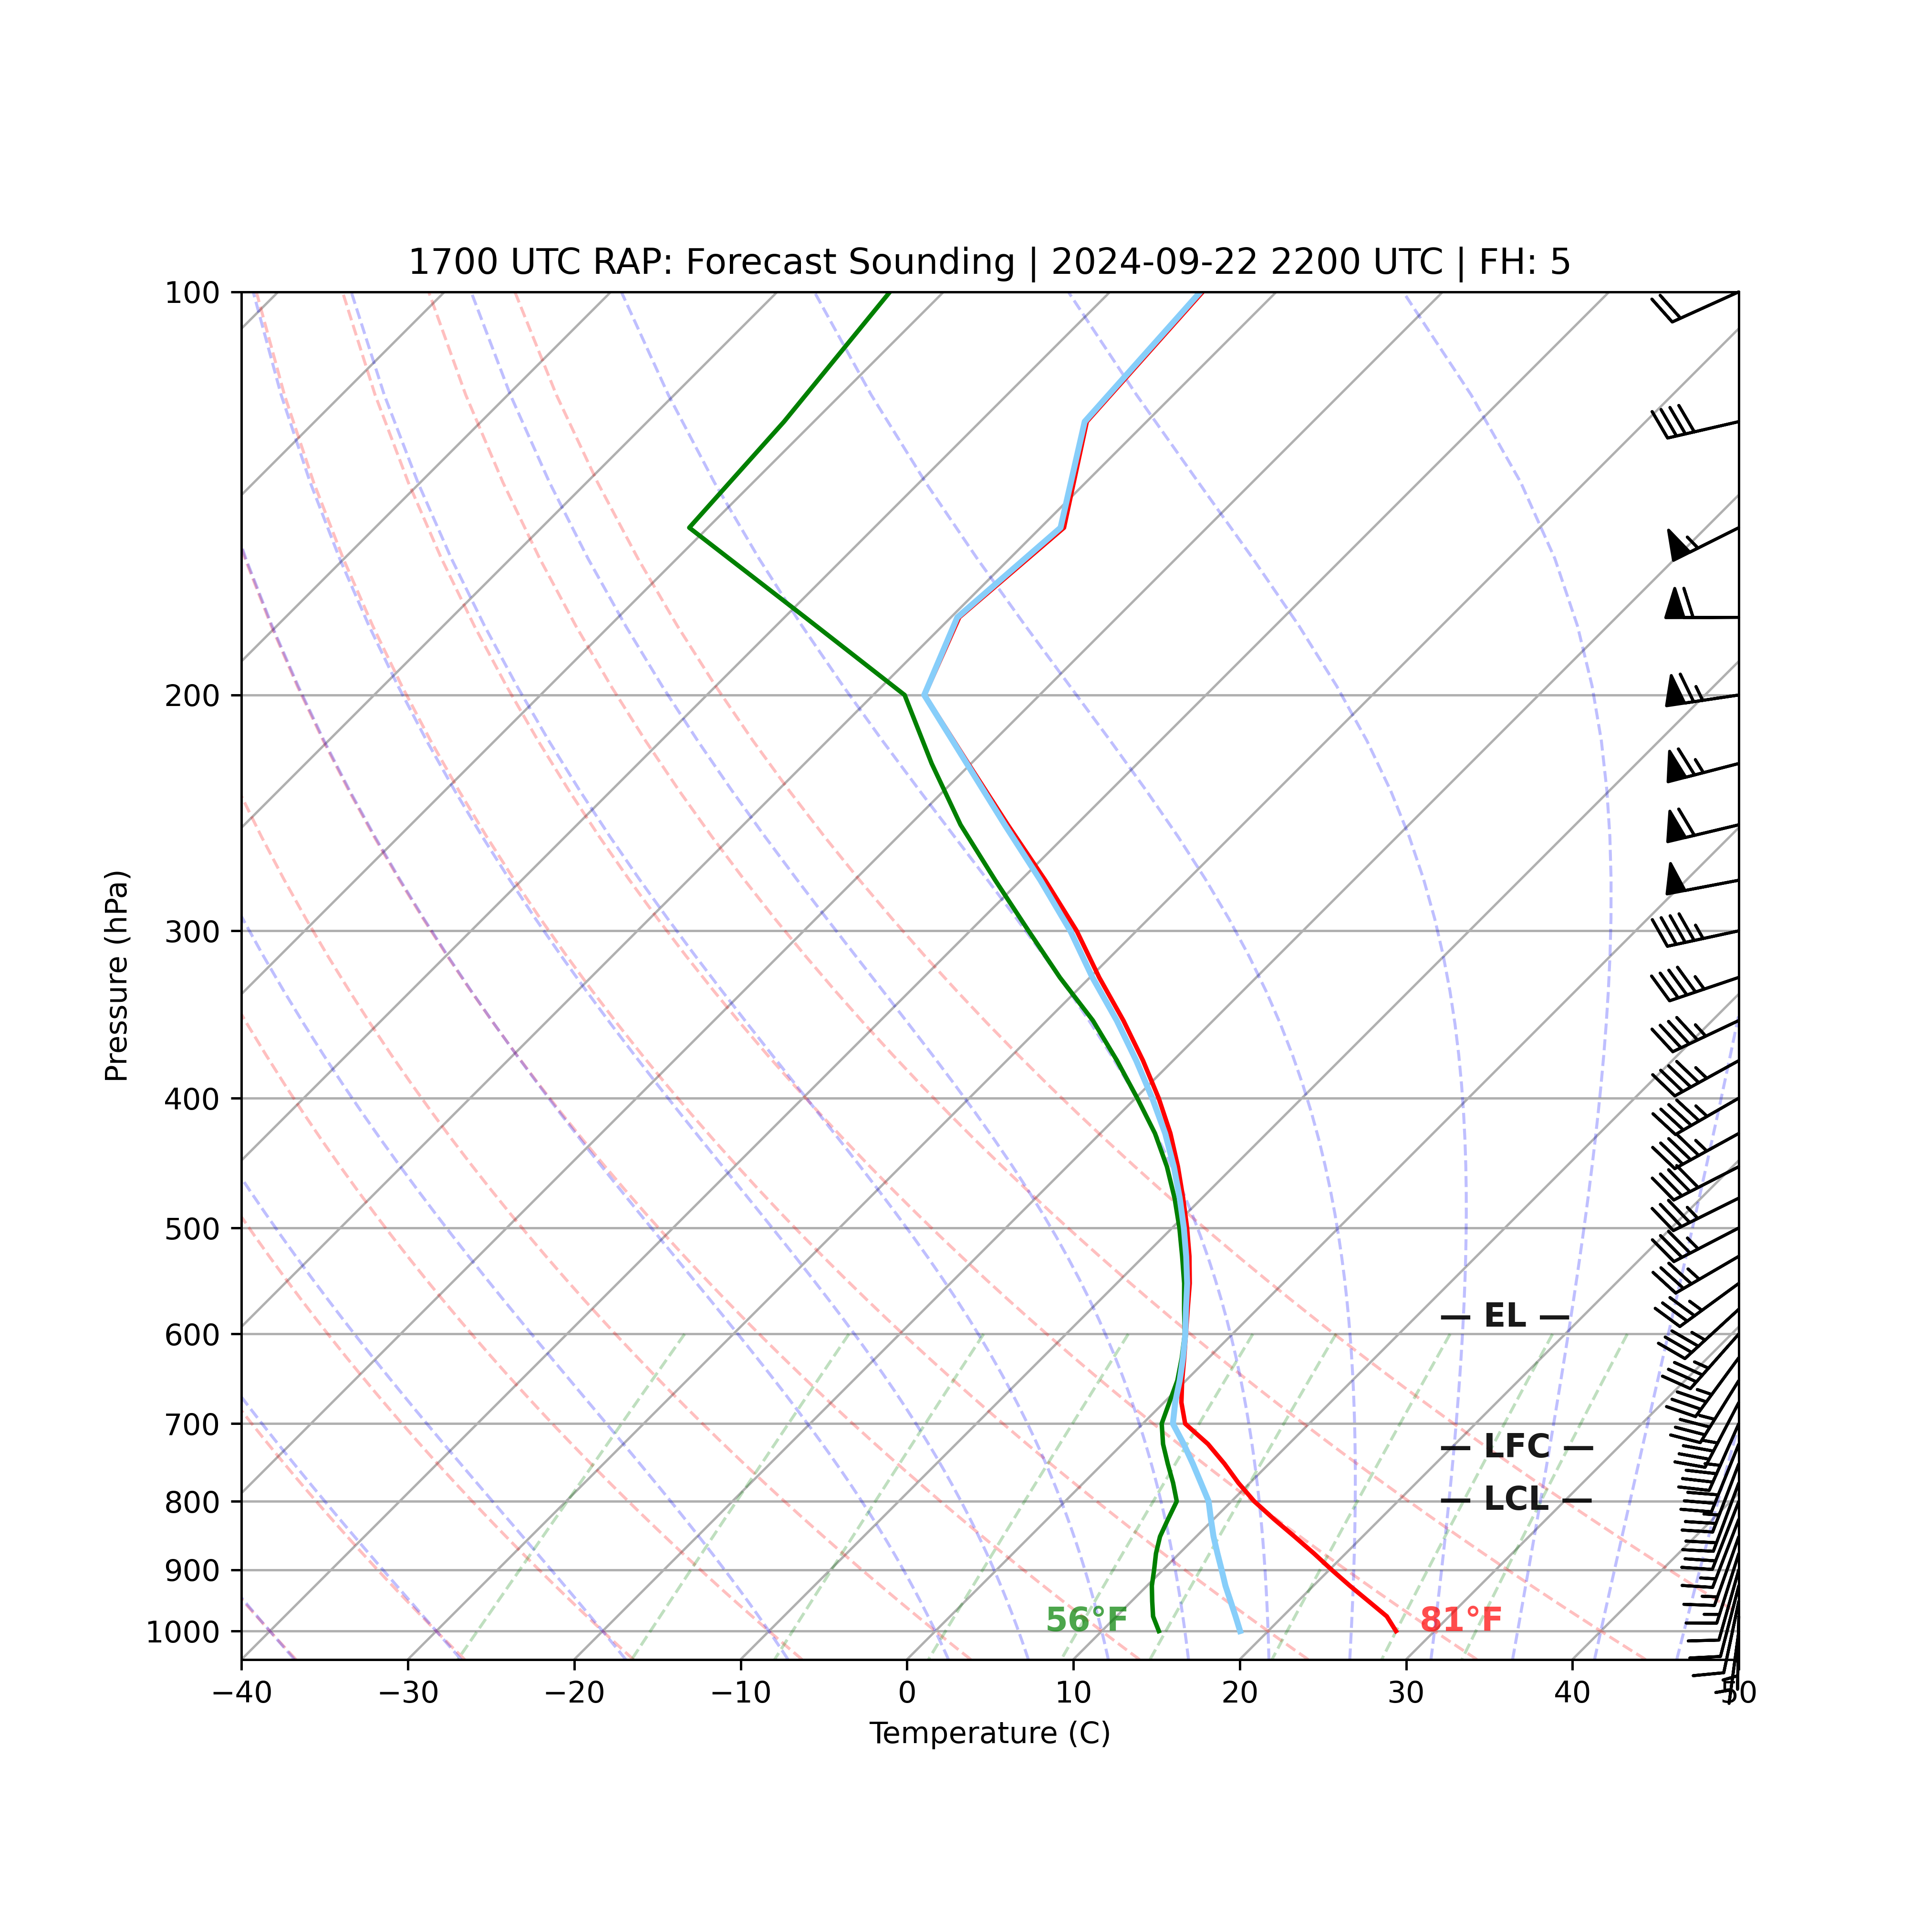 1700 UTC RAP: Forecast Sounding | 2024-09-22 2200 UTC | FH: 5
100
200
300
400
500
600
700
800
900
1000
Pressure (hPa)
— EL —
— LFC —
— LCL —
56°F
81°F
−40 −30 −20 −10 0 10 20 30 40 50
Temperature (C)